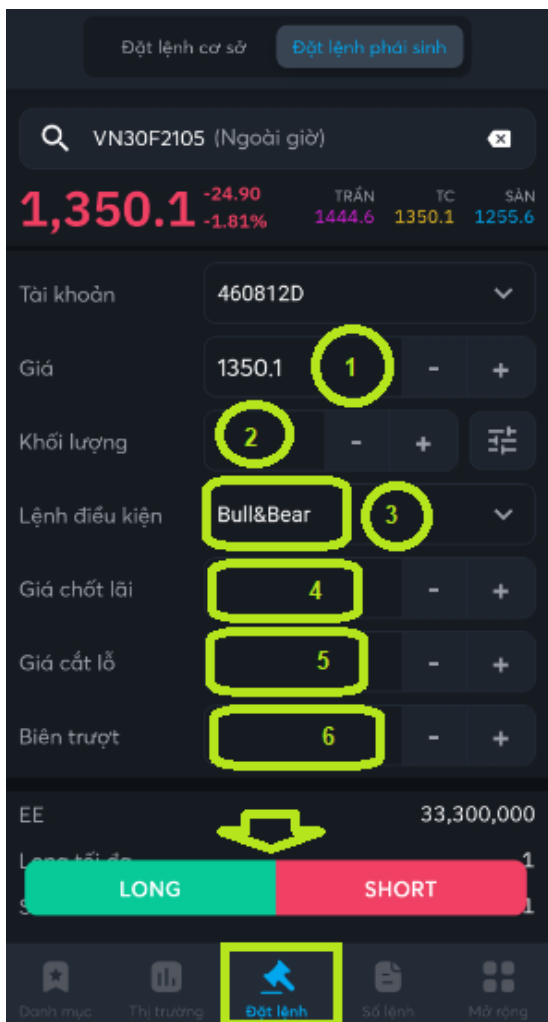 Đặt lệnh cơ sở Đặt lệnh phái sinh
VN30F2105 (Ngoài giờ)
1,350.1 -24.90 -1.81% TRẦN 1444.6 TC 1350.1 SÀN 1255.6
Tài khoản 460812D
Giá 1350.1 1 - +
Khối lượng 2 - +
Lệnh điều kiện Bull&Bear 3
Giá chốt lãi 4 - +
Giá cắt lỗ 5 - +
Biên trượt 6 - +
EE 33,300,000
1
LONG SHORT
1
Danh mục Thị trường Đặt lệnh Sổ lệnh Mở rộng